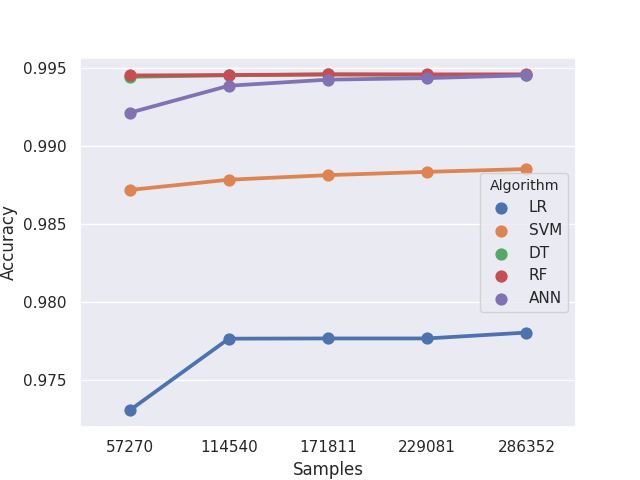 0.995
0.990
0.985
0.980
0.975
Accuracy
57270 114540 171811 229081 286352
Samples
Algorithm
LR
SVM
DT
RF
ANN